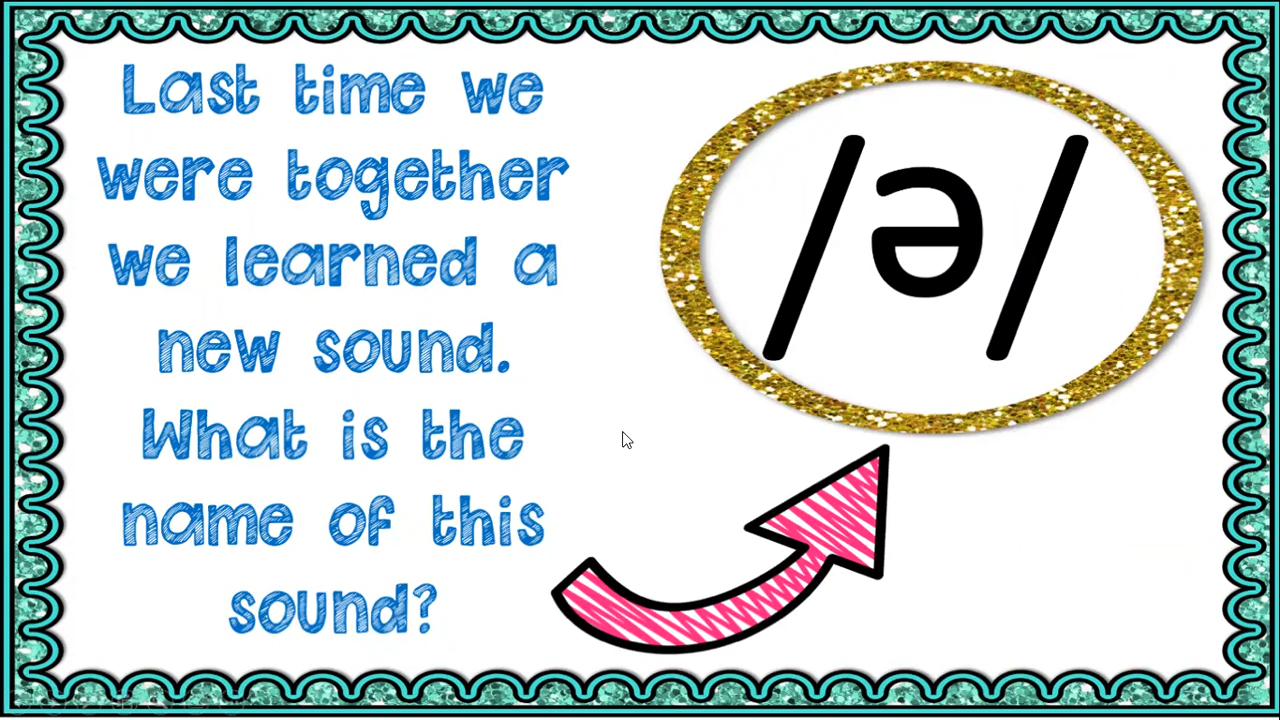 Last time we
were together
we learned a
new sound.
What is the
name of this
sound?
/ə/